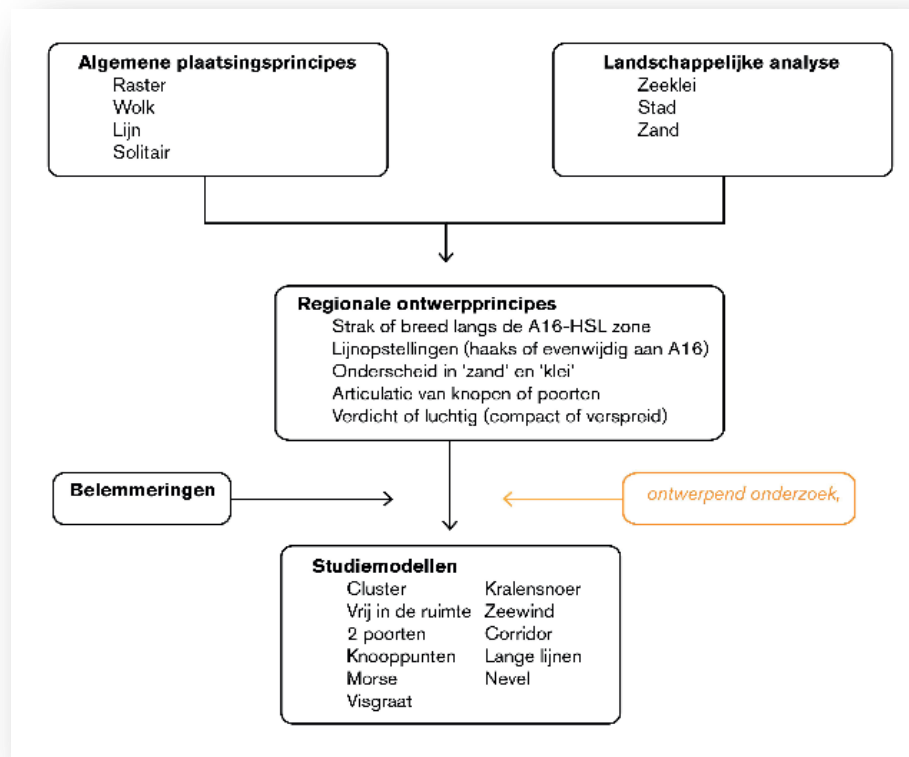 Algemene plaatsingsprincipes
Raster
Wolk
Lijn
Solitair
Landschappelijke analyse
Zeeklei
Stad
Zand
Regionale ontwerpprincipes
Strak of breed langs de A16-HSL zone
Lijnopstellingen (haaks of evenwijdig aan A16)
Onderscheid in 'zand' en 'klei'
Articulatie van knopen of poorten
Verdicht of luchtig (compact of verspreid)
Belemmeringen
ontwerpend onderzoek,
Studiemodellen
Cluster
Vrij in de ruimte
2 poorten
Knooppunten
Morse
Visgraat
Kralensnoer
Zeewind
Corridor
Lange lijnen
Nevel